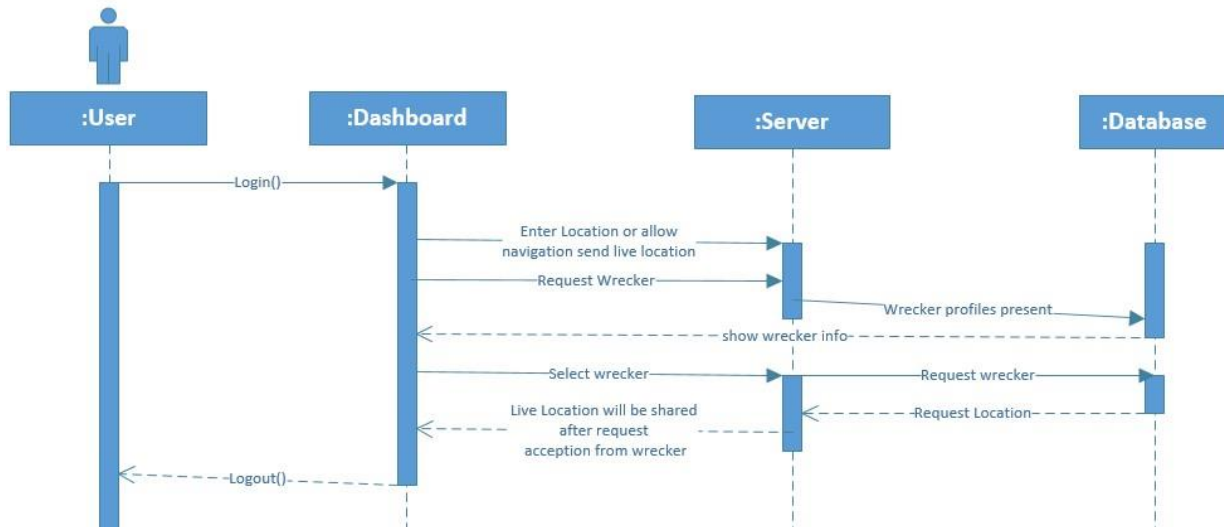 :User
:Dashboard
:Server
:Database
Login()
Enter Location or allow
navigation send live location
Request Wrecker
Wrecker profiles present
show wrecker info
Select wrecker
Request wrecker
Live Location will be shared
after request
acception from wrecker
Request Location
Logout()